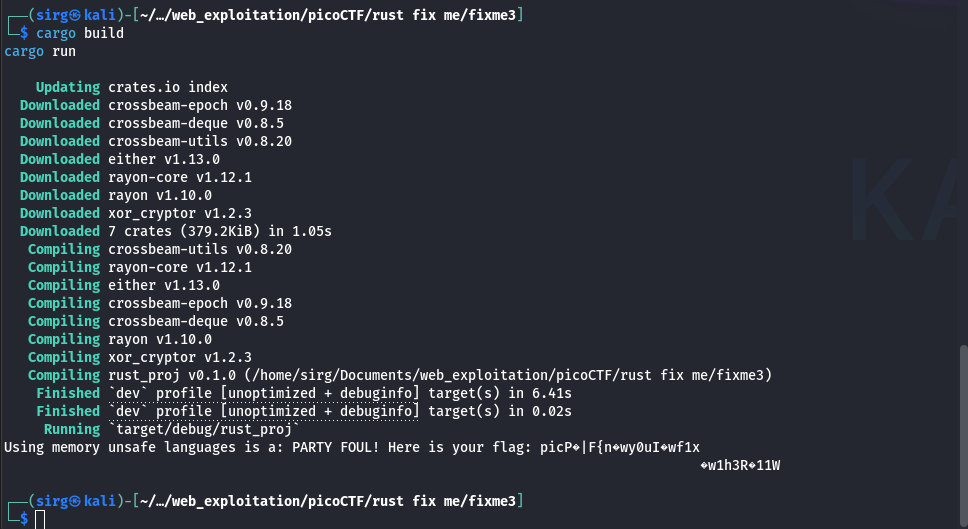 ┌──(sirg㉿kali)-[~/…/web_exploitation/picoCTF/rust fix me/fixme3]
└─$ cargo build
cargo run
Updating crates.io index
Downloaded crossbeam-epoch v0.9.18
Downloaded crossbeam-deque v0.8.5
Downloaded crossbeam-utils v0.8.20
Downloaded either v1.13.0
Downloaded rayon-core v1.12.1
Downloaded rayon v1.10.0
Downloaded xor_cryptor v1.2.3
Downloaded 7 crates (379.2KiB) in 1.05s
Compiling crossbeam-utils v0.8.20
Compiling rayon-core v1.12.1
Compiling either v1.13.0
Compiling crossbeam-epoch v0.9.18
Compiling crossbeam-deque v0.8.5
Compiling rayon v1.10.0
Compiling xor_cryptor v1.2.3
Compiling rust_proj v0.1.0 (/home/sirg/Documents/web_exploitation/picoCTF/rust fix me/fixme3)
Finished `dev` profile [unoptimized + debuginfo] target(s) in 6.41s
Finished `dev` profile [unoptimized + debuginfo] target(s) in 0.02s
Running `target/debug/rust_proj`
Using memory unsafe languages is a: PARTY FOUL! Here is your flag: picP�|F{n�wy0uI�wf1x
�w1h3R�11W
┌──(sirg㉿kali)-[~/…/web_exploitation/picoCTF/rust fix me/fixme3]
└─$
KA